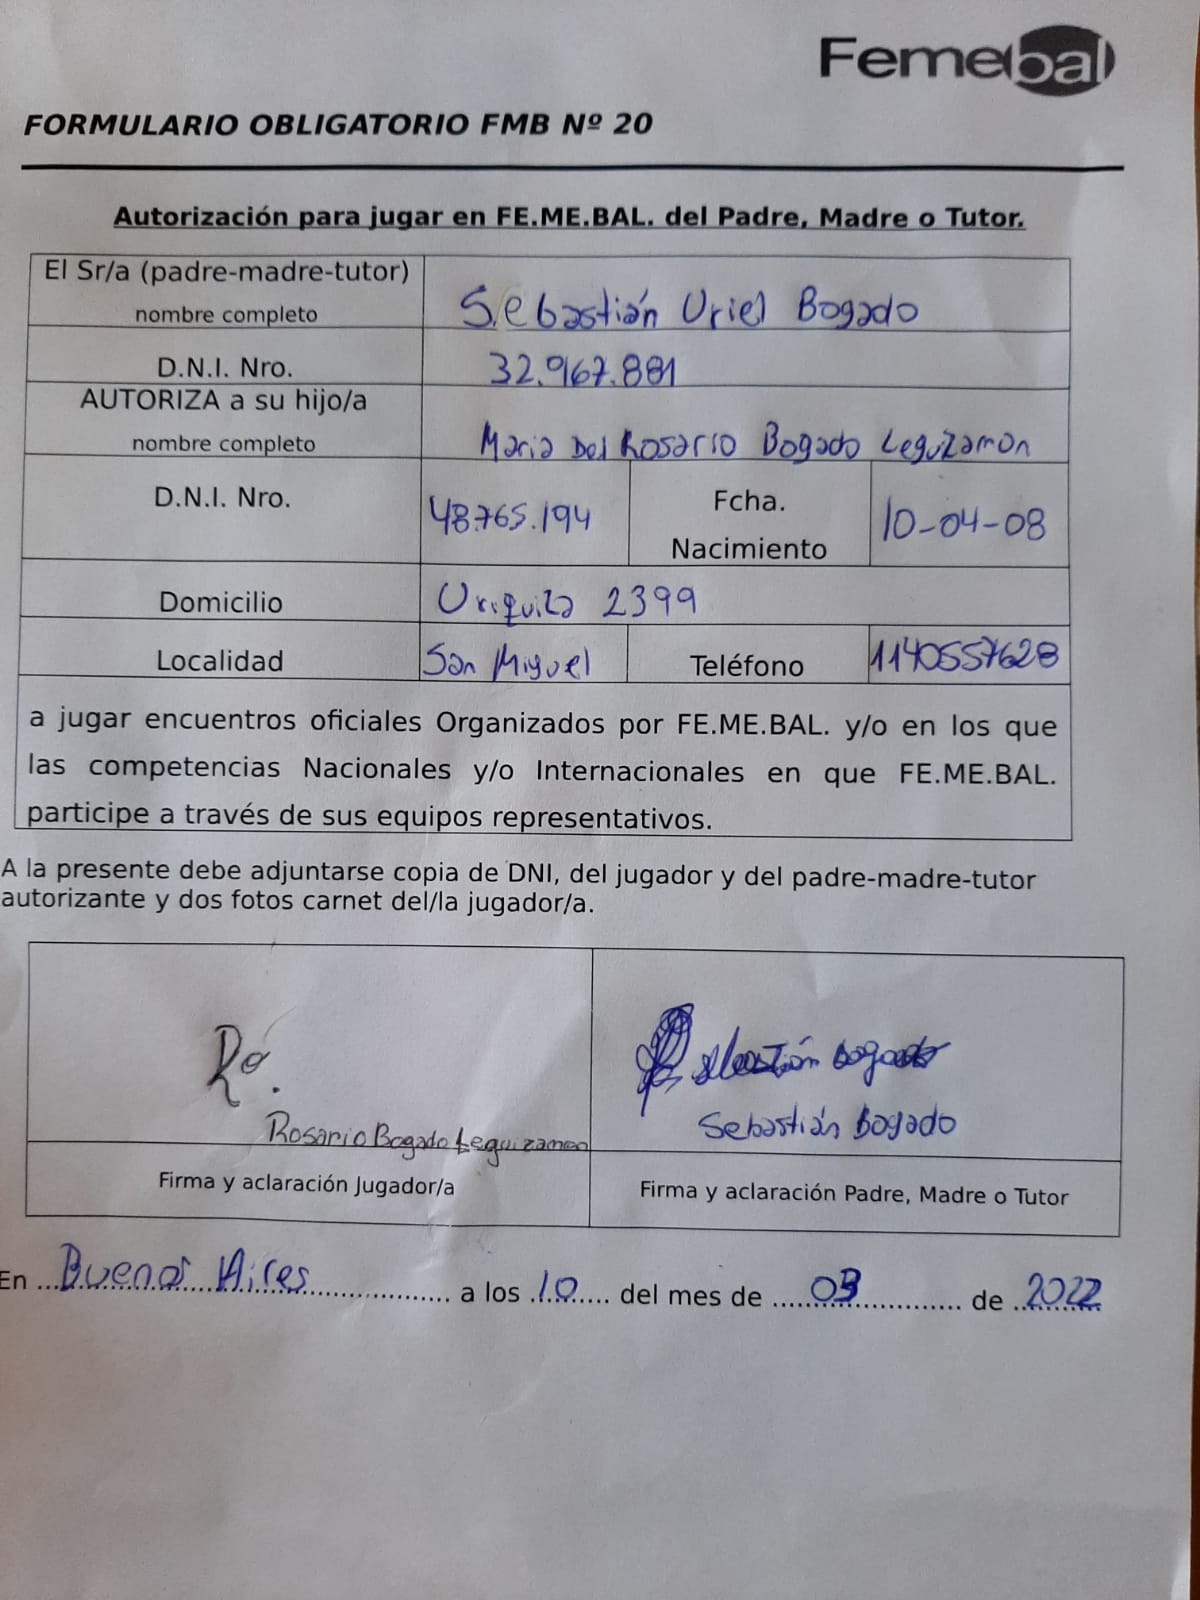 Femebal
FORMULARIO OBLIGATORIO FMB Nº 20
Autorización para jugar en FE.ME.BAL. del Padre, Madre o Tutor.
El Sr/a (padre-madre-tutor)
nombre completo
Sebastián Uriel Bogado
D.N.I. Nro.
32.967.881
AUTORIZA a su hijo/a
nombre completo
Maria Del Rosario Bogado Leguizamon
D.N.I. Nro.
48.765.194
Fcha.
Nacimiento
10-04-08
Domicilio
Urquiza 2399
Localidad
San Miguel
Teléfono
1140557628
a jugar encuentros oficiales Organizados por FE.ME.BAL. y/o en los que
las competencias Nacionales y/o Internacionales en que FE.ME.BAL.
participe a través de sus equipos representativos.
A la presente debe adjuntarse copia de DNI, del jugador y del padre-madre-tutor
autorizante y dos fotos carnet del/la jugador/a.
Ro.
Rosario Bogado Leguizamon
Sebastián Bogado
Sebastián Bogado
Firma y aclaración Jugador/a
Firma y aclaración Padre, Madre o Tutor
En Buenos Aires a los 10 del mes de 03 de 2022